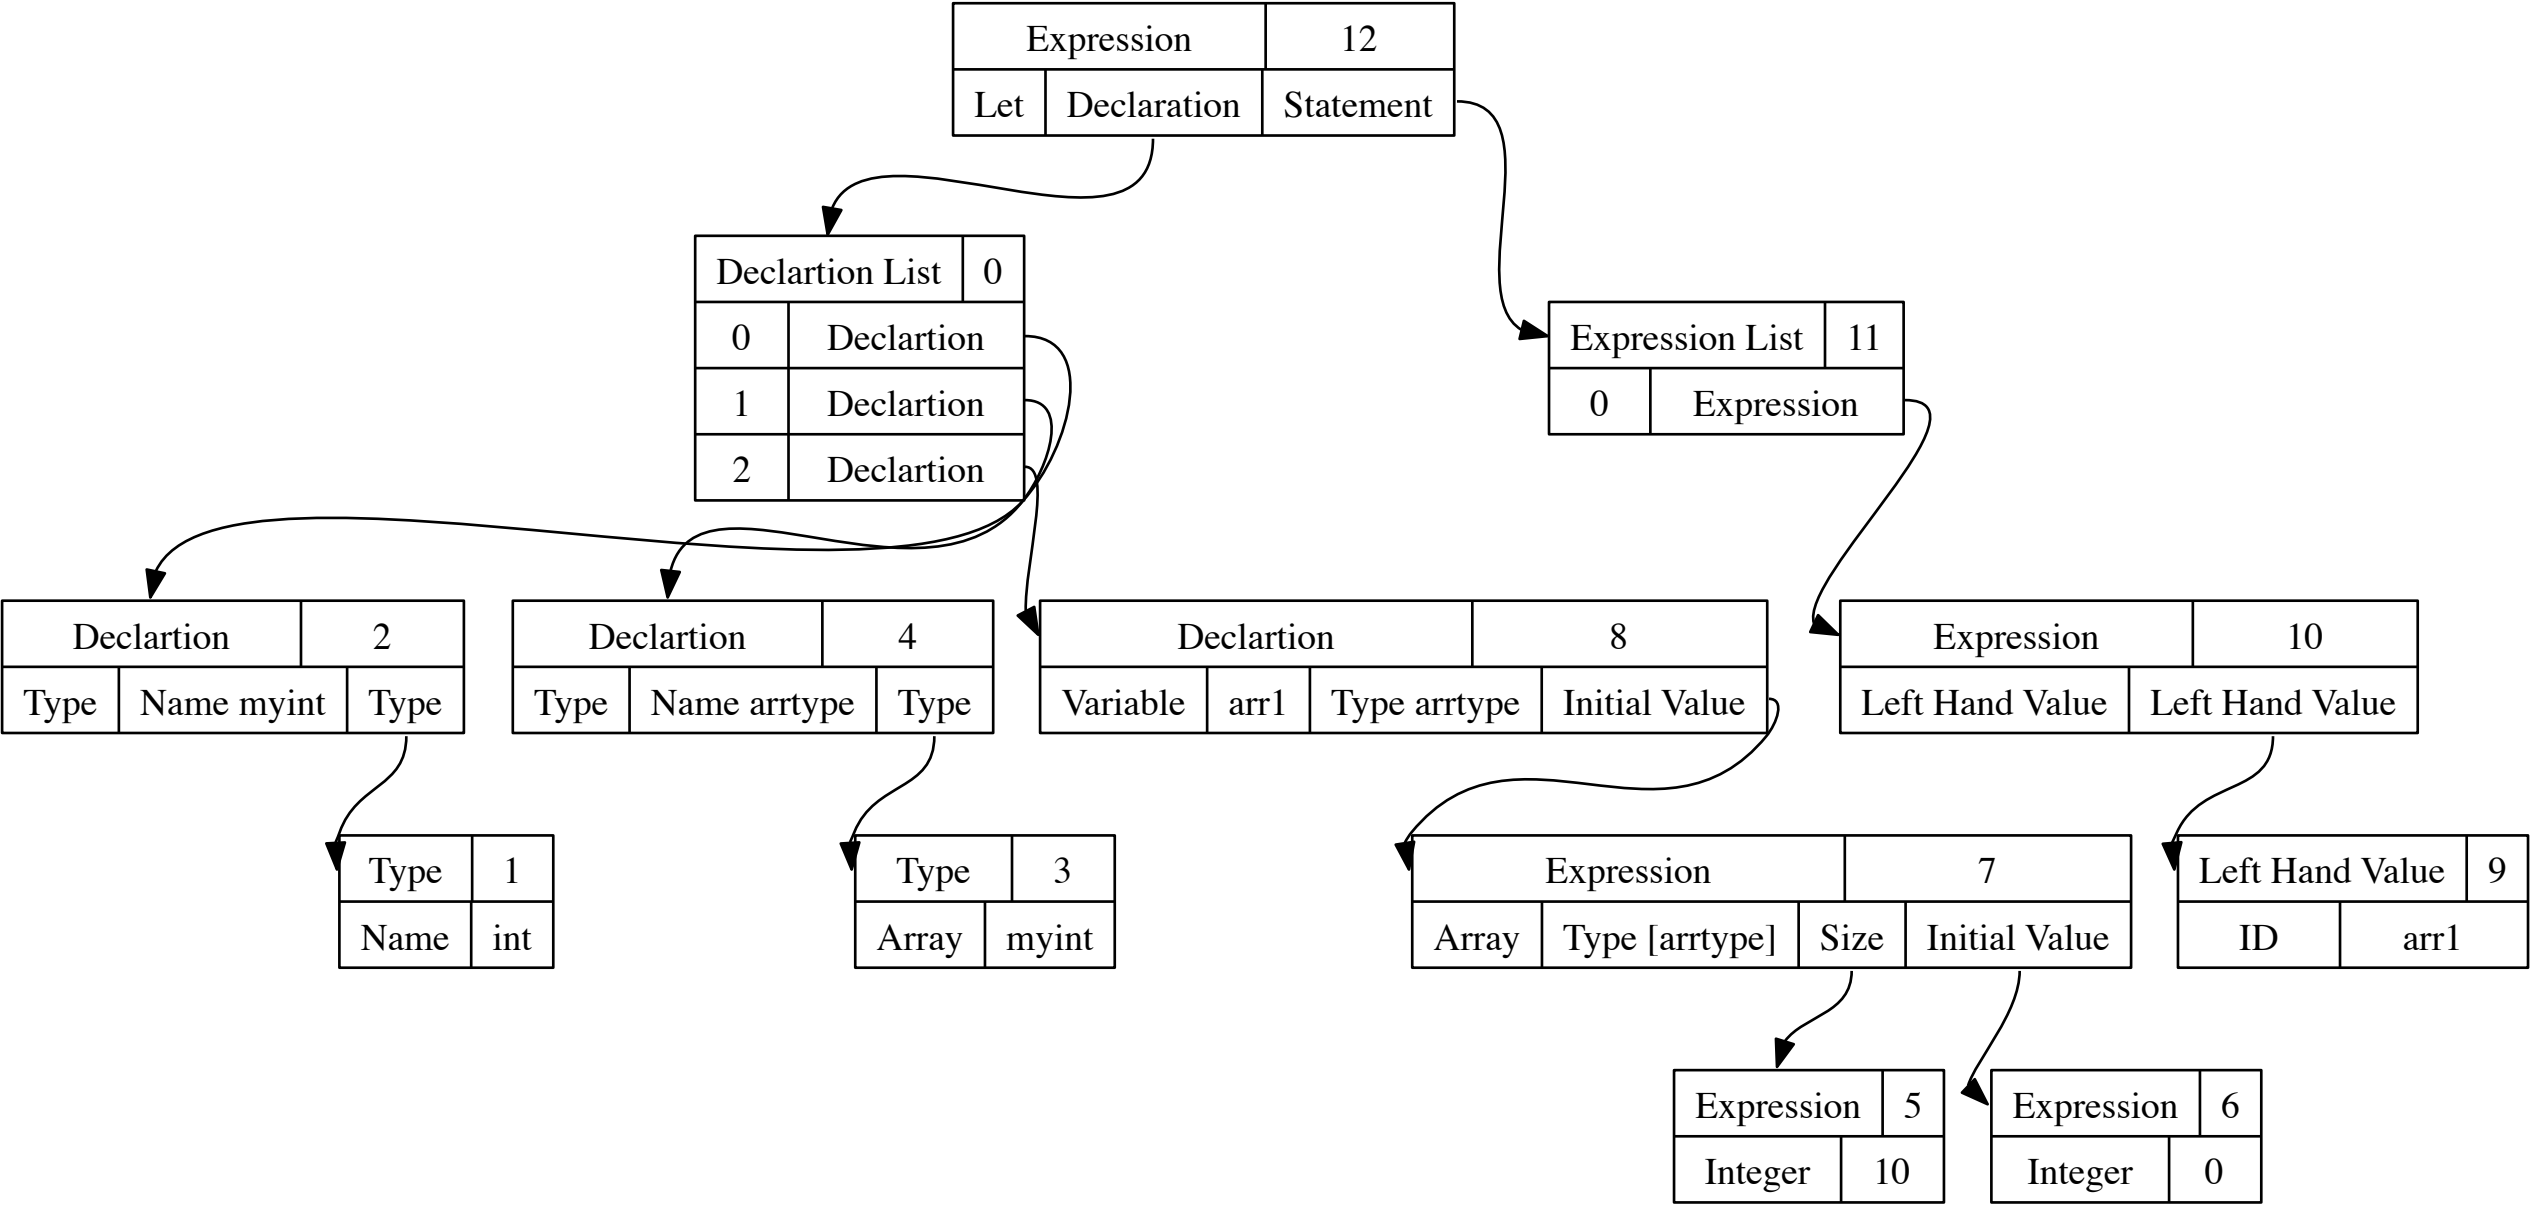 Expression 12
Let Declaration Statement
Declartion List 0
0 Declartion
1 Declartion
2 Declartion
Expression List 11
0 Expression
Declartion 2
Type Name myint Type
Declartion 4
Type Name arrtype Type
Declartion 8
Variable arr1 Type arrtype Initial Value
Expression 10
Left Hand Value Left Hand Value
Type 1
Name int
Type 3
Array myint
Expression 7
Array Type [arrtype] Size Initial Value
Left Hand Value 9
ID arr1
Expression 5
Integer 10
Expression 6
Integer 0